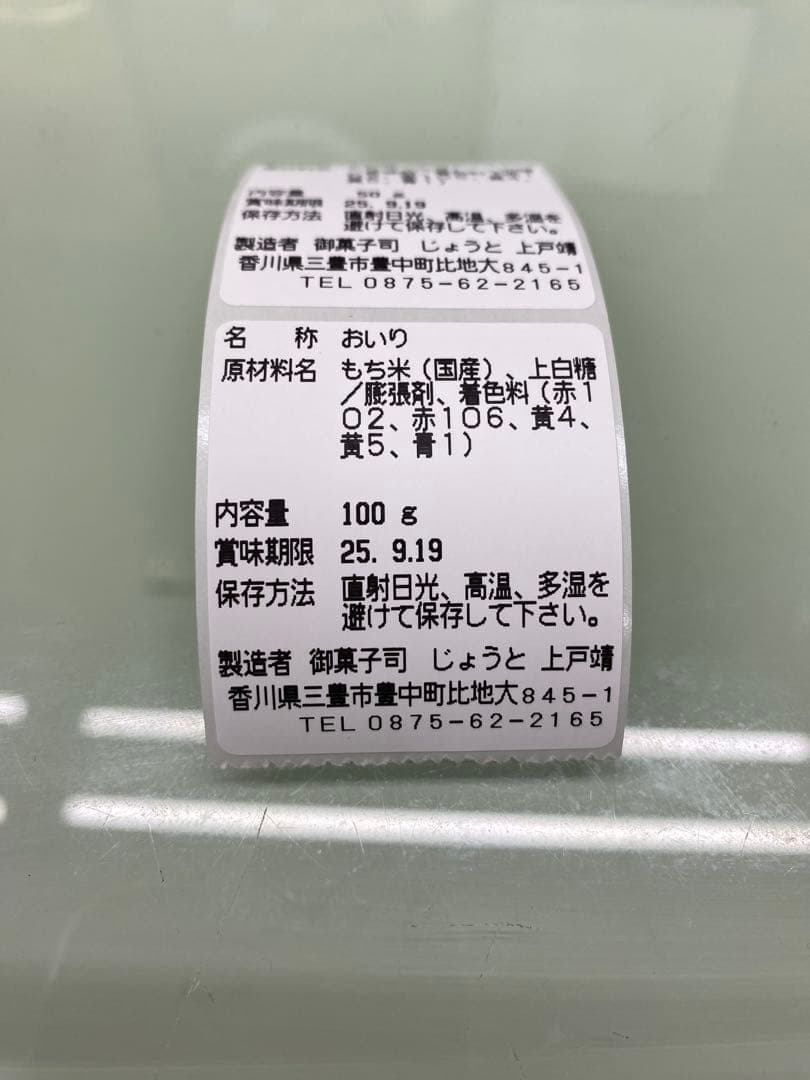 内容量 50 g
賞味期限 25. 9.19
保存方法 直射日光、高温、多湿を
避けて保存して下さい。
製造者 御菓子司 じょうと 上戸靖
香川県三豊市豊中町比地大845-1
TEL 0875-62-2165
名 称 おいり
原材料名 もち米(国産)、上白糖
/膨張剤、着色料(赤1
02、赤106、黄4、
黄5、青1)
内容量 100 g
賞味期限 25. 9.19
保存方法 直射日光、高温、多湿を
避けて保存して下さい。
製造者 御菓子司 じょうと 上戸靖
香川県三豊市豊中町比地大845-1
TEL 0875-62-2165